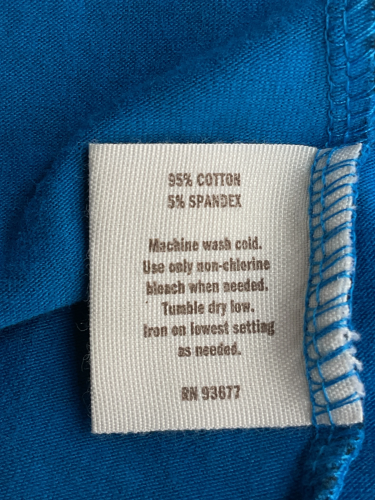 95% COTTON
5% SPANDEX
Machine wash cold.
Use only non-chlorine
bleach when needed.
Tumble dry low.
Iron on lowest setting
as needed.
RN 93677